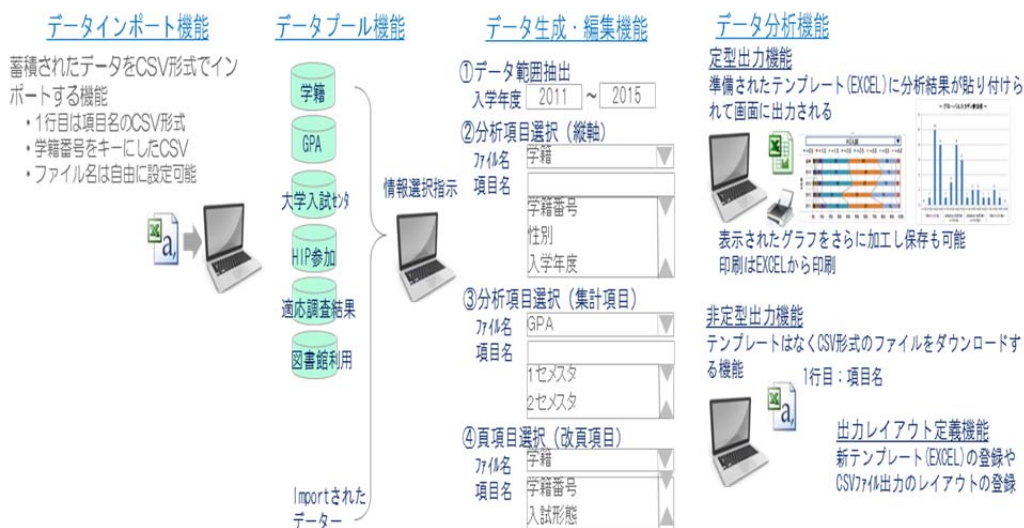 データインポート機能
蓄積されたデータをCSV形式でイン
ポートする機能
・1行目は項目名のCSV形式
・学籍番号をキーにしたCSV
・ファイル名は自由に設定可能
データプール機能
学籍
GPA
大学入試センタ
HIP参加
適応調査結果
図書館利用
Importされた
データー
情報選択指示
データ生成・編集機能
①データ範囲抽出
入学年度 2011 ~ 2015
②分析項目選択（縦軸）
ファイル名 学籍
項目名
学籍番号
性別
入学年度
③分析項目選択（集計項目）
ファイル名 GPA
項目名
1セメスタ
2セメスタ
④頁項目選択（改頁項目）
ファイル名 学籍
項目名 学籍番号
入試形態
データ分析機能
定型出力機能
準備されたテンプレート(EXCEL)に分析結果が貼り付けら
れて画面に出力される
表示されたグラフをさらに加工し保存も可能
印刷はEXCELから印刷
非定型出力機能
テンプレートはなくCSV形式のファイルをダウンロードす
る機能
1行目：項目名
出力レイアウト定義機能
新テンプレート(EXCEL)の登録や
CSVファイル出力のレイアウトの登録